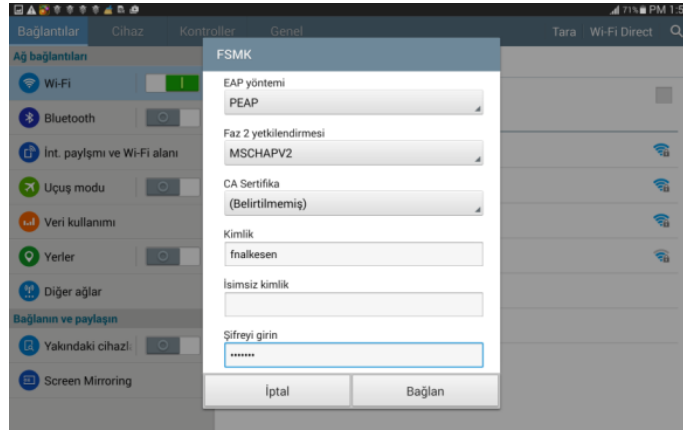 71% PM 1:5
Bağlantılar Cihaz Kontroller Genel Tara Wi-Fi Direct
Ağ bağlantıları
Wi-Fi
Bluetooth
İnt. paylşmı ve Wi-Fi alanı
Uçuş modu
Veri kullanımı
Yerler
Diğer ağlar
Bağlanın ve paylaşın
Yakındaki cihazl
Screen Mirroring
FSMK
EAP yöntemi
PEAP
Faz 2 yetkilendirmesi
MSCHAPV2
CA Sertifika
(Belirtilmemiş)
Kimlik
fnalkesen
İsimsiz kimlik
Şifreyi girin
•••••••
İptal Bağlan